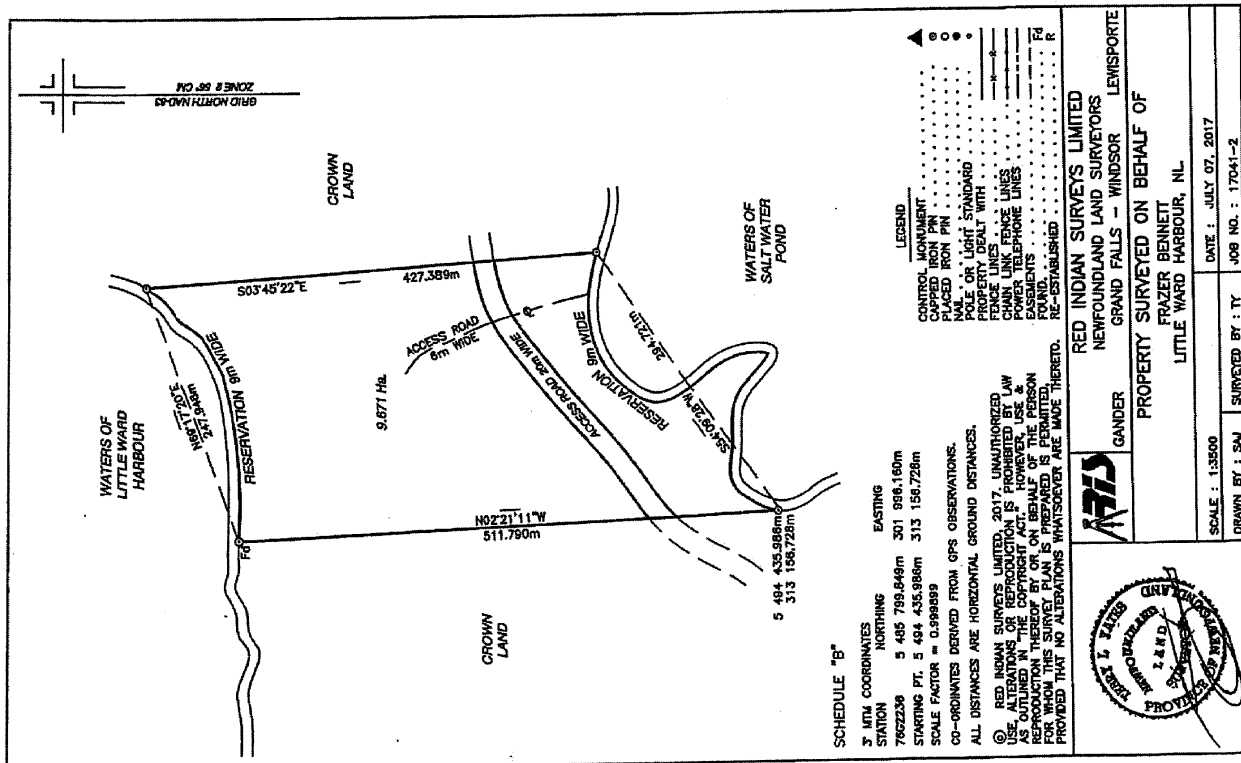 GRID NORTH NAD-83
ZONE 2 56° CM
WATERS OF
LITTLE WARD
HARBOUR
CROWN
LAND
N69°17'20"E
247.946m
RESERVATION 9m WIDE
S03°45'22"E
427.389m
ACCESS ROAD
6m WIDE
9.671 Ha.
ACCESS ROAD 20m WIDE
RESERVATION 9m WIDE
S54°09'28"W
294.721m
WATERS OF
SALT WATER
POND
Fd
N02°21'11"W
511.790m
CROWN
LAND
5 494 435.986m
313 158.728m
SCHEDULE "B"
3° MTM COORDINATES
STATION NORTHING EASTING
76G2236 5 485 799.849m 301 996.160m
STARTING PT. 5 494 435.986m 313 158.728m
SCALE FACTOR = 0.999899
CO-ORDINATES DERIVED FROM GPS OBSERVATIONS.
ALL DISTANCES ARE HORIZONTAL GROUND DISTANCES.
© RED INDIAN SURVEYS LIMITED, 2017. UNAUTHORIZED
USE, ALTERATIONS OR REPRODUCTION IS PROHIBITED BY LAW
AS OUTLINED IN "THE COPYRIGHT ACT." HOWEVER, USE &
REPRODUCTION THEREOF BY OR ON BEHALF OF THE PERSON
FOR WHOM THIS SURVEY PLAN IS PREPARED IS PERMITTED,
PROVIDED THAT NO ALTERATIONS WHATSOEVER ARE MADE THERETO.
LEGEND
CONTROL MONUMENT
CAPPED IRON PIN
PLACED IRON PIN
NAIL
POLE OR LIGHT STANDARD
PROPERTY DEALT WITH
FENCE LINES
CHAIN LINK FENCE LINES
POWER TELEPHONE LINES
EASEMENTS
FOUND Fd
RE-ESTABLISHED R
TERRY L YATES
NEWFOUNDLAND
LAND
SURVEYOR
PROVINCE OF NEWFOUNDLAND
RIS
RED INDIAN SURVEYS LIMITED
NEWFOUNDLAND LAND SURVEYORS
GANDER GRAND FALLS - WINDSOR LEWISPORTE
PROPERTY SURVEYED ON BEHALF OF
FRAZER BENNETT
LITTLE WARD HARBOUR, NL.
SCALE : 1:3500 DATE : JULY 07, 2017
DRAWN BY : SAJ SURVEYED BY : TY JOB NO. : 17041-2